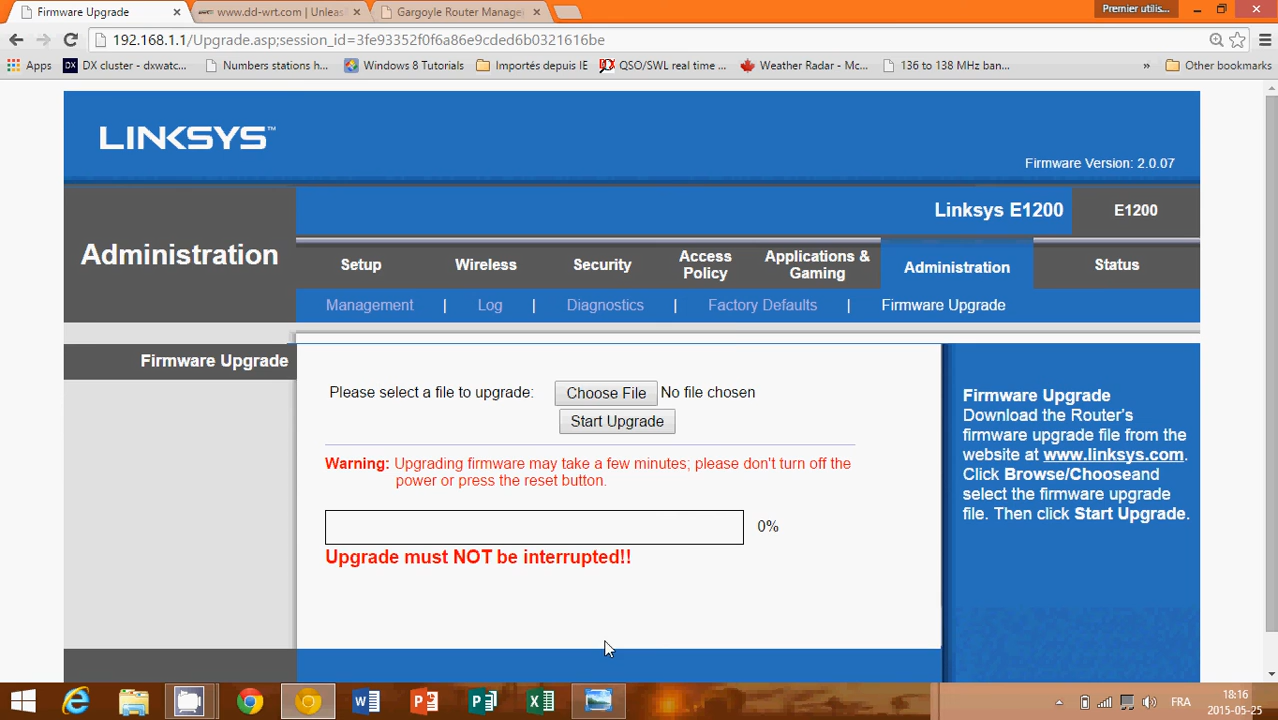 Firewall Upgrade
www.dd-wrt.com | Unleas
Gargoyle Router Manage
Premier utilis...
192.168.1.1/Upgrade.asp;session_id=3fe93352f0f6a86e9cded6b0321616be
Apps
DX cluster - dxwatc...
Numbers stations h...
Windows 8 Tutorials
Importés depuis IE
QSO/SWL real time ...
Weather Radar - Mc...
136 to 138 MHz ban...
»
Other bookmarks
LINKSYS™
Firmware Version: 2.0.07
Linksys E1200
E1200
Administration
Setup
Wireless
Security
Access
Policy
Applications &
Gaming
Administration
Status
Management | Log | Diagnostics | Factory Defaults | Firmware Upgrade
Firmware Upgrade
Please select a file to upgrade:
Choose File No file chosen
Start Upgrade
Warning: Upgrading firmware may take a few minutes; please don't turn off the
power or press the reset button.
0%
Upgrade must NOT be interrupted!!
Firmware Upgrade
Download the Router's
firmware upgrade file from the
website at www.linksys.com.
Click Browse/Chooseand
select the firmware upgrade
file. Then click Start Upgrade.
FRA
18:16
2015-05-25